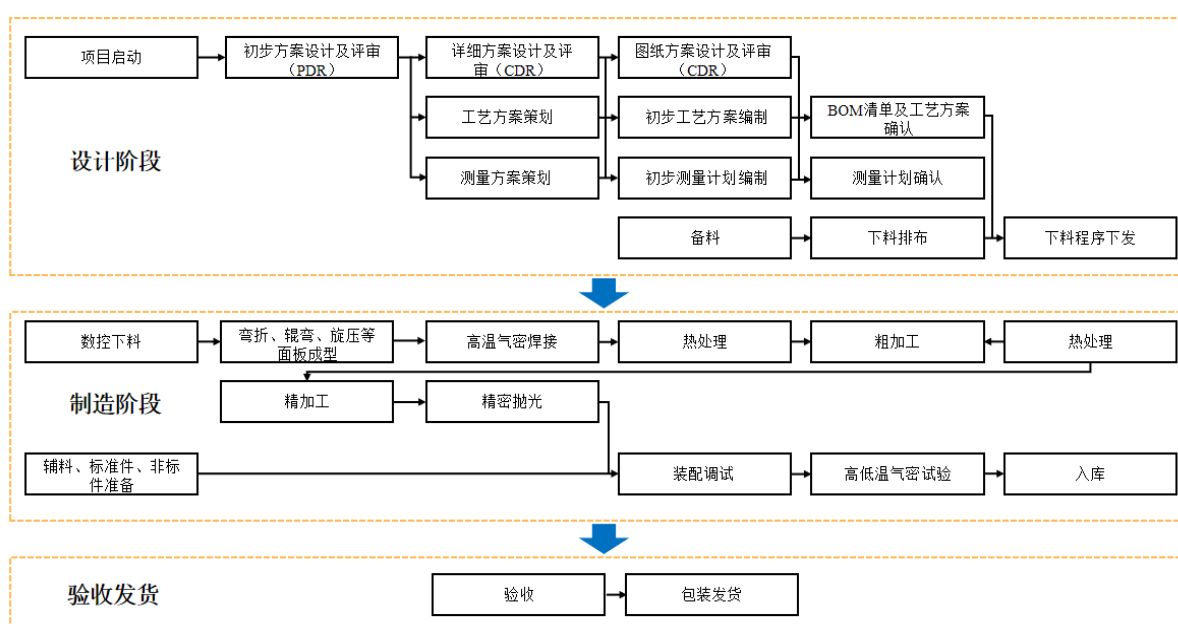 项目启动
初步方案设计及评审
（PDR）
详细方案设计及评
审（CDR）
图纸方案设计及评审
（CDR）
工艺方案策划
初步工艺方案编制
BOM清单及工艺方案
确认
设计阶段
测量方案策划
初步测量计划编制
测量计划确认
备料
下料排布
下料程序下发
数控下料
弯折、辊弯、旋压等
面板成型
高温气密焊接
热处理
粗加工
热处理
制造阶段
精加工
精密抛光
辅料、标准件、非标
件准备
装配调试
高低温气密试验
入库
验收发货
验收
包装发货